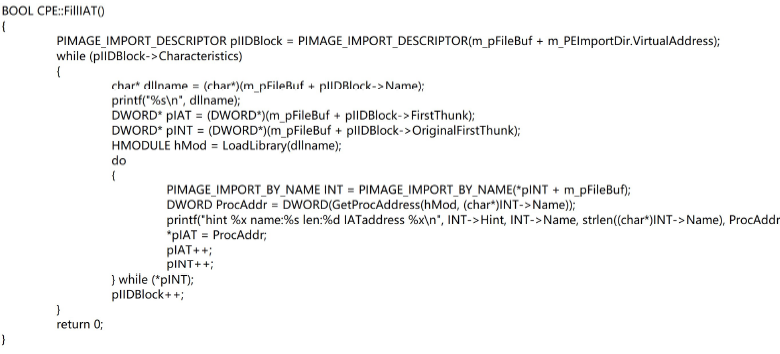 BOOL CPE::FillIAT()
{
PIMAGE_IMPORT_DESCRIPTOR pIIDBlock = PIMAGE_IMPORT_DESCRIPTOR(m_pFileBuf + m_PEImportDir.VirtualAddress);
while (pIIDBlock->Characteristics)
{
char* dllname = (char*)(m_pFileBuf + pIIDBlock->Name);
printf("%s\n", dllname);
DWORD* pIAT = (DWORD*)(m_pFileBuf + pIIDBlock->FirstThunk);
DWORD* pINT = (DWORD*)(m_pFileBuf + pIIDBlock->OriginalFirstThunk);
HMODULE hMod = LoadLibrary(dllname);
do
{
PIMAGE_IMPORT_BY_NAME INT = PIMAGE_IMPORT_BY_NAME(*pINT + m_pFileBuf);
DWORD ProcAddr = DWORD(GetProcAddress(hMod, (char*)INT->Name));
printf("hint %x name:%s len:%d IATaddress %x\n", INT->Hint, INT->Name, strlen((char*)INT->Name), ProcAddr
*pIAT = ProcAddr;
pIAT++;
pINT++;
} while (*pINT);
pIIDBlock++;
}
return 0;
}